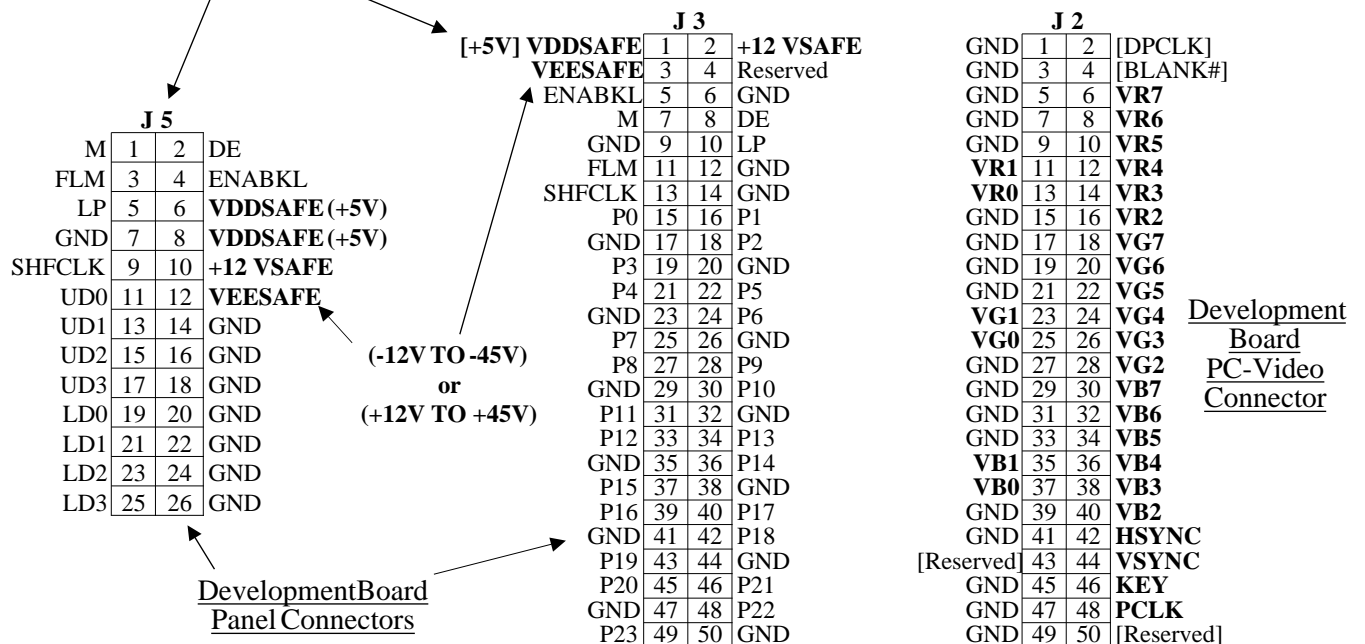 J 5
M 1 2 DE
FLM 3 4 ENABKL
LP 5 6 VDDSAFE (+5V)
GND 7 8 VDDSAFE (+5V)
SHFCLK 9 10 +12 VSAFE
UD0 11 12 VEESAFE
UD1 13 14 GND
UD2 15 16 GND
UD3 17 18 GND
LD0 19 20 GND
LD1 21 22 GND
LD2 23 24 GND
LD3 25 26 GND
(-12V TO -45V)
or
(+12V TO +45V)
DevelopmentBoard
Panel Connectors
J 3
[+5V] VDDSAFE 1 2 +12 VSAFE
VEESAFE 3 4 Reserved
ENABKL 5 6 GND
M 7 8 DE
GND 9 10 LP
FLM 11 12 GND
SHFCLK 13 14 GND
P0 15 16 P1
GND 17 18 P2
P3 19 20 GND
P4 21 22 P5
GND 23 24 P6
P7 25 26 GND
P8 27 28 P9
GND 29 30 P10
P11 31 32 GND
P12 33 34 P13
GND 35 36 P14
P15 37 38 GND
P16 39 40 P17
GND 41 42 P18
P19 43 44 GND
P20 45 46 P21
GND 47 48 P22
P23 49 50 GND
J 2
GND 1 2 [DPCLK]
GND 3 4 [BLANK#]
GND 5 6 VR7
GND 7 8 VR6
GND 9 10 VR5
VR1 11 12 VR4
VR0 13 14 VR3
GND 15 16 VR2
GND 17 18 VG7
GND 19 20 VG6
GND 21 22 VG5
VG1 23 24 VG4
VG0 25 26 VG3
GND 27 28 VG2
GND 29 30 VB7
GND 31 32 VB6
GND 33 34 VB5
VB1 35 36 VB4
VB0 37 38 VB3
GND 39 40 VB2
GND 41 42 HSYNC
[Reserved] 43 44 VSYNC
GND 45 46 KEY
GND 47 48 PCLK
GND 49 50 [Reserved]
Development
Board
PC-Video
Connector